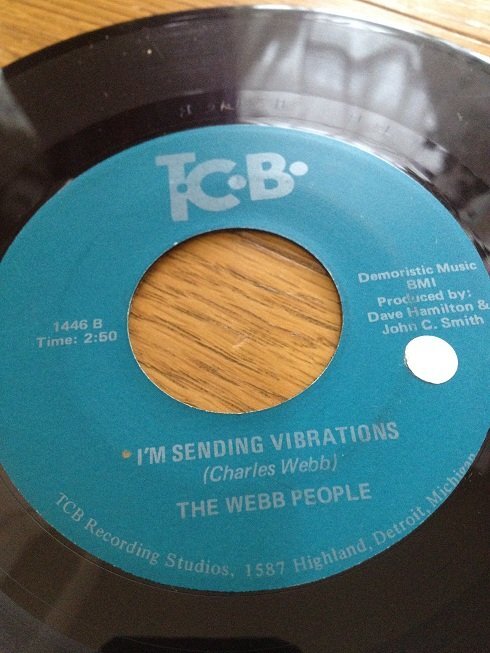 T.C.B.
1446 B
Time: 2:50
Demoristic Music
BMI
Produced by:
Dave Hamilton &
John C. Smith
I'M SENDING VIBRATIONS
(Charles Webb)
THE WEBB PEOPLE
TCB Recording Studios, 1587 Highland, Detroit, Michigan